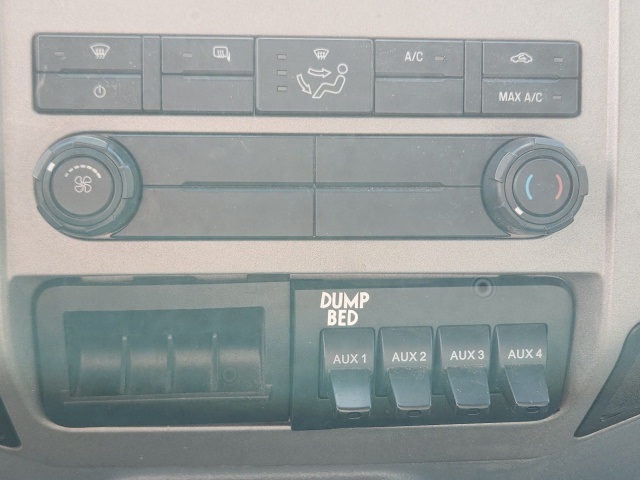 A/C
MAX A/C
DUMP
BED
AUX 1 AUX 2 AUX 3 AUX 4